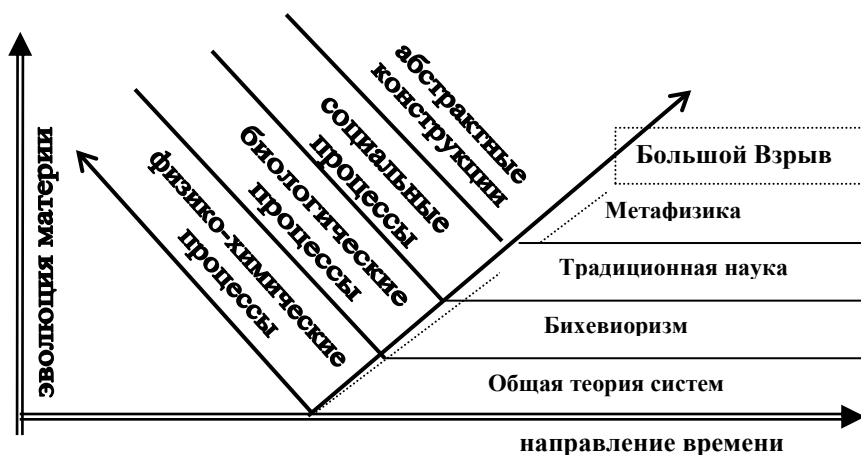 эволюция материи
физико-химические
процессы
биологические
процессы
социальные
процессы
абстрактные
конструкции
Большой Взрыв
Метафизика
Традиционная наука
Бихевиоризм
Общая теория систем
направление времени